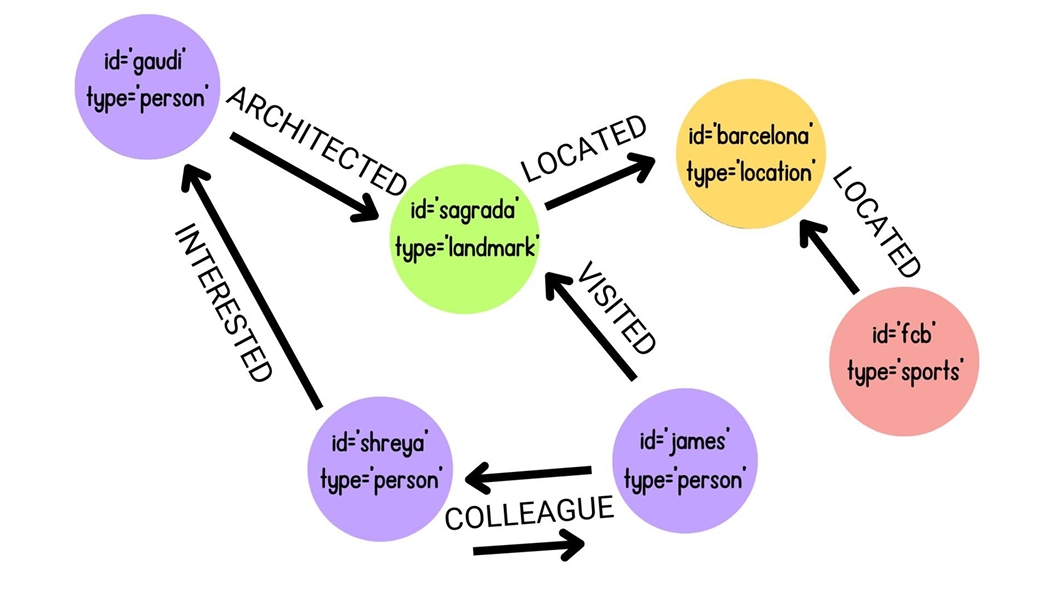 id='gaudi'
type='person'
ARCHITECTED
LOCATED
id='barcelona'
type='location'
LOCATED
id='sagrada'
type='landmark'
INTERESTED
VISITED
id='fcb'
type='sports'
id='shreya'
type='person'
id='james'
type='person'
COLLEAGUE